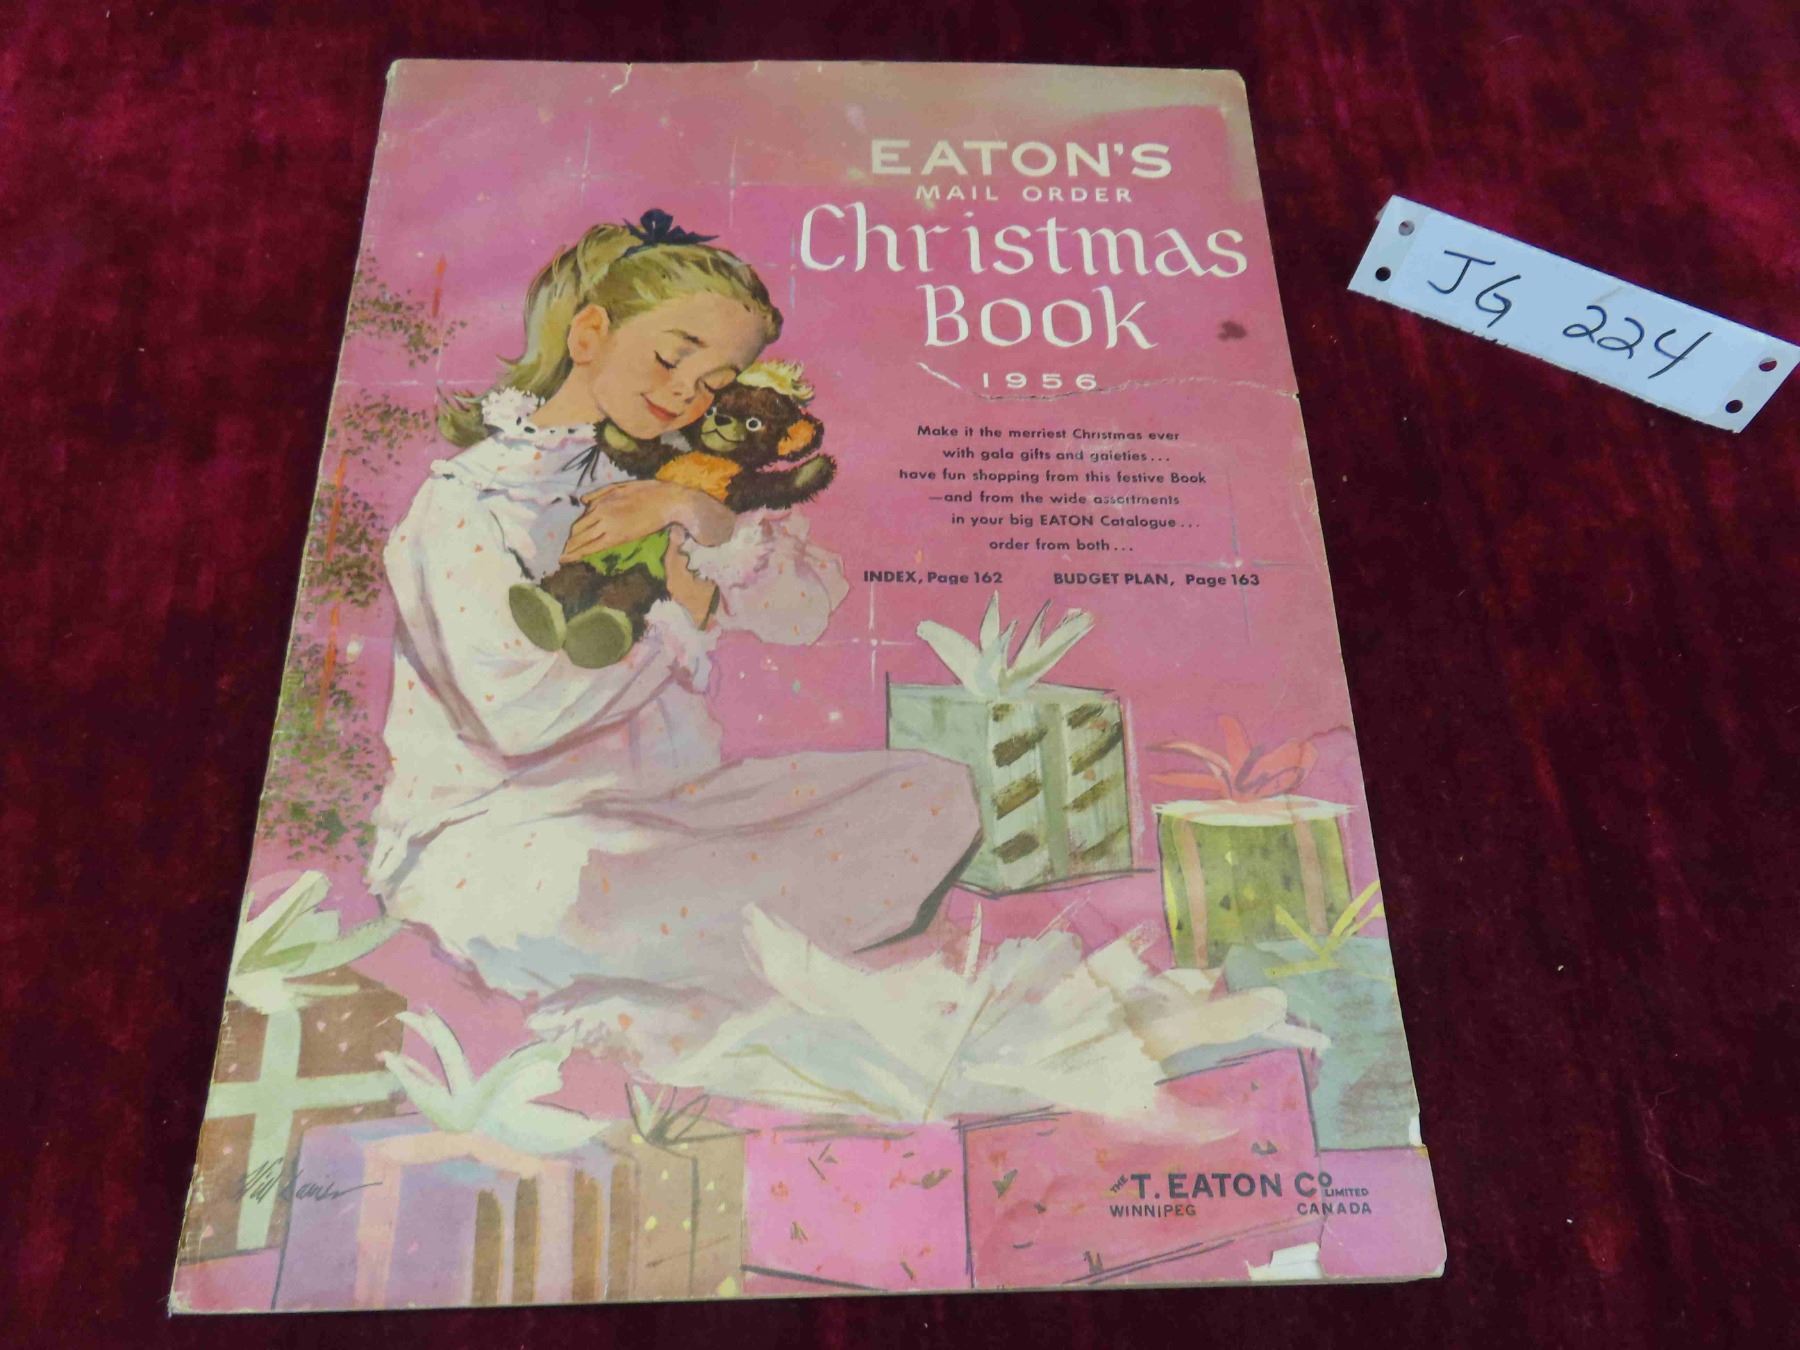 EATON'S
MAIL ORDER
Christmas
Book
1956
Make it the merriest Christmas ever
with gala gifts and gaieties...
have fun shopping from this festive Book
—and from the wide assortments
in your big EATON Catalogue...
order from both...
INDEX, Page 162 BUDGET PLAN, Page 163
THE T. EATON CO LIMITED
WINNIPEG CANADA
JG 224